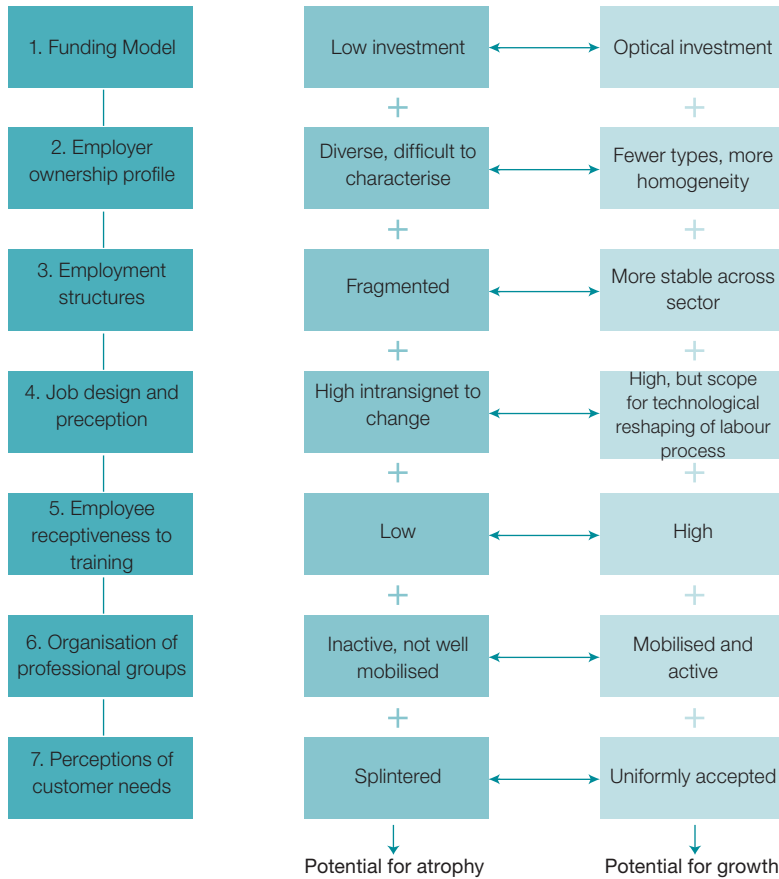 1. Funding Model
Low investment
Optical investment
+
+
2. Employer
ownership profile
Diverse, difficult to
characterise
Fewer types, more
homogeneity
+
+
3. Employment
structures
Fragmented
More stable across
sector
+
+
4. Job design and
preception
High intransignet to
change
High, but scope
for technological
reshaping of labour
process
+
+
5. Employee
receptiveness to
training
Low
High
+
+
6. Organisation of
professional groups
Inactive, not well
mobilised
Mobilised and
active
+
+
7. Perceptions of
customer needs
Splintered
Uniformly accepted
Potential for atrophy
Potential for growth